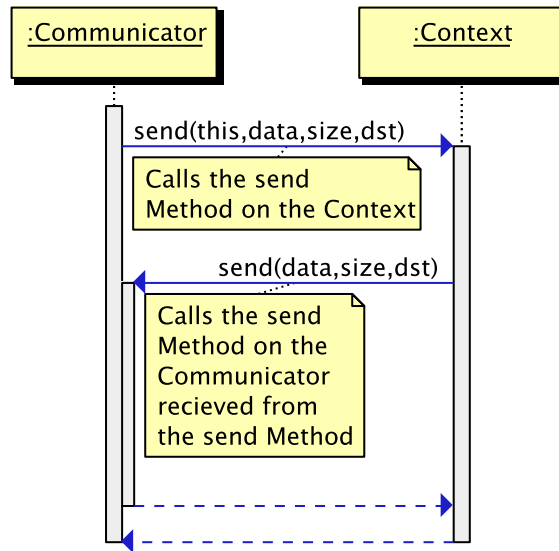 :Communicator
:Context
send(this,data,size,dst)
Calls the send
Method on the Context
send(data,size,dst)
Calls the send
Method on the
Communicator
recieved from
the send Method